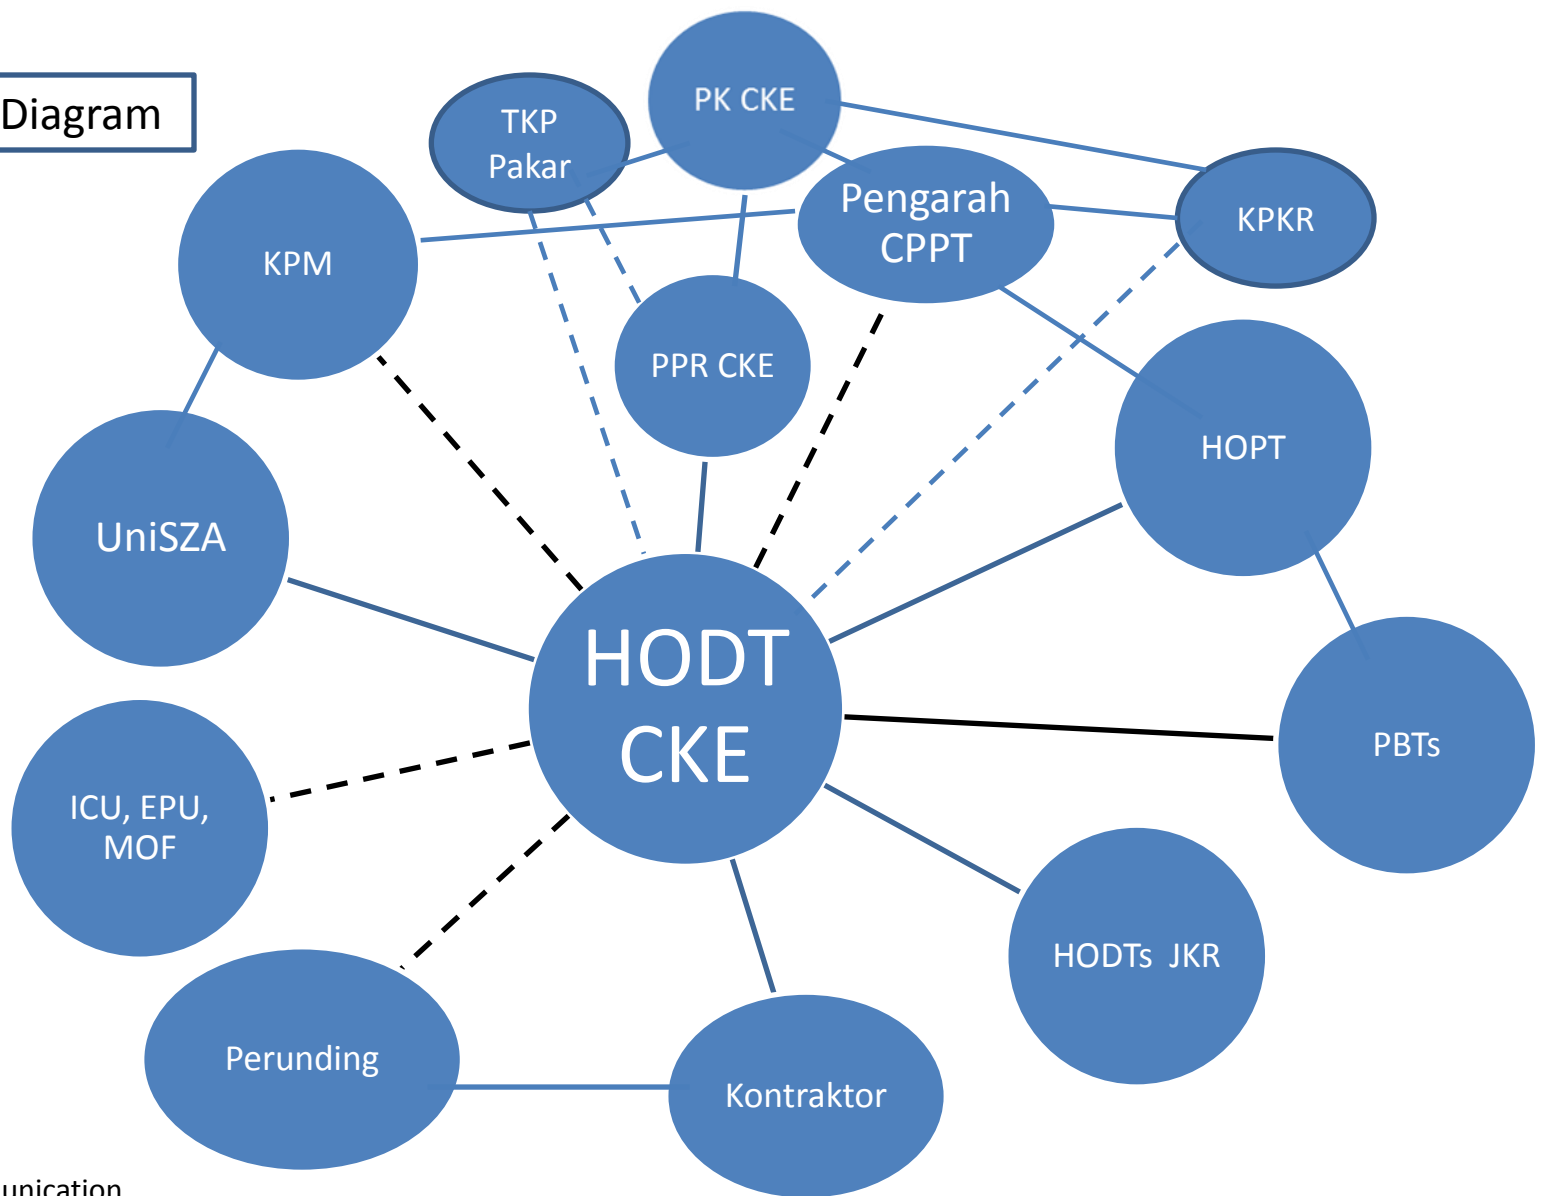 Diagram
PK CKE
TKP
Pakar
Pengarah
CPPT
KPKR
KPM
PPR CKE
HOPT
UniSZA
HODT
CKE
PBTs
ICU, EPU,
MOF
HODTs JKR
Perunding
Kontraktor